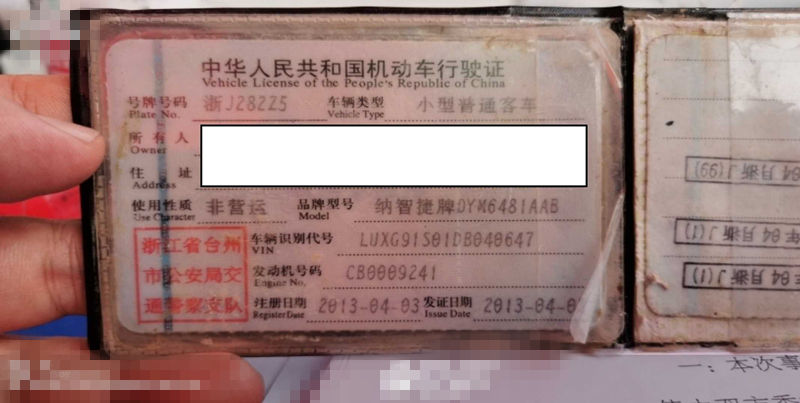 中华人民共和国机动车行驶证
Vehicle License of the People's Republic of China
号牌号码 浙J282Z5 车辆类型 小型普通客车
Plate No. Vehicle Type
所有人
Owner
住 址
Address
使用性质 非营运 品牌型号 纳智捷牌DYM6481AAB
Use Character Model
浙江省台州
市公安局交
通警察支队
车辆识别代号 LUXG91S01DB040647
VIN
发动机号码 CB0009241
Engine No.
注册日期 2013-04-03 发证日期 2013-04-0
Register Date Issue Date
一：本次事